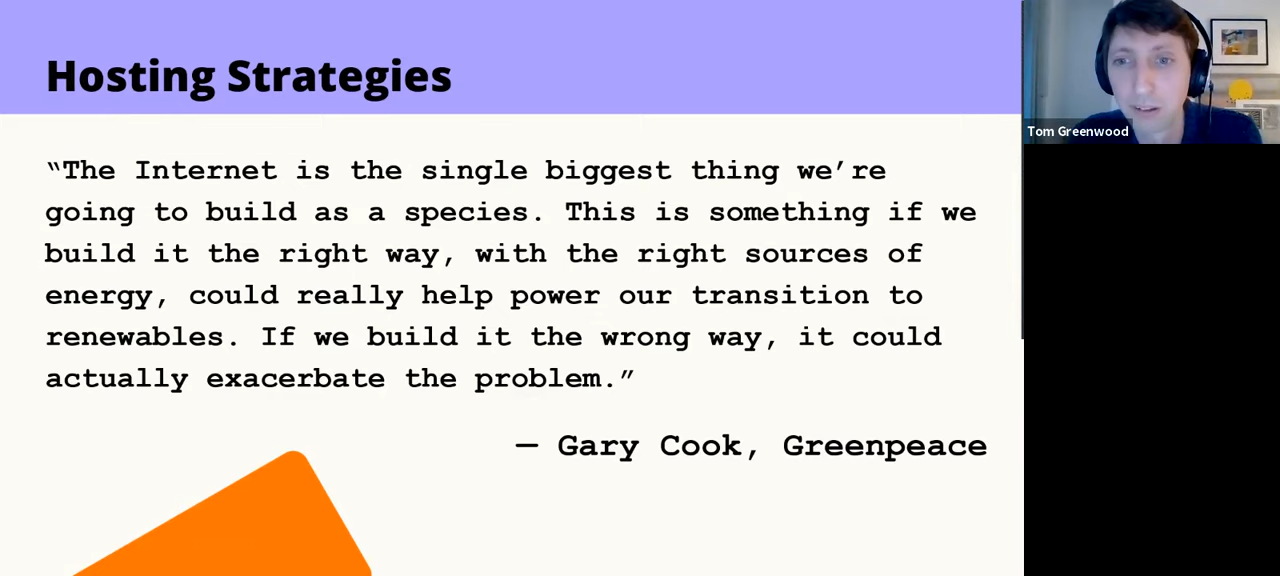 Hosting Strategies
“The Internet is the single biggest thing we’re
going to build as a species. This is something if we
build it the right way, with the right sources of
energy, could really help power our transition to
renewables. If we build it the wrong way, it could
actually exacerbate the problem.”
— Gary Cook, Greenpeace
Tom Greenwood